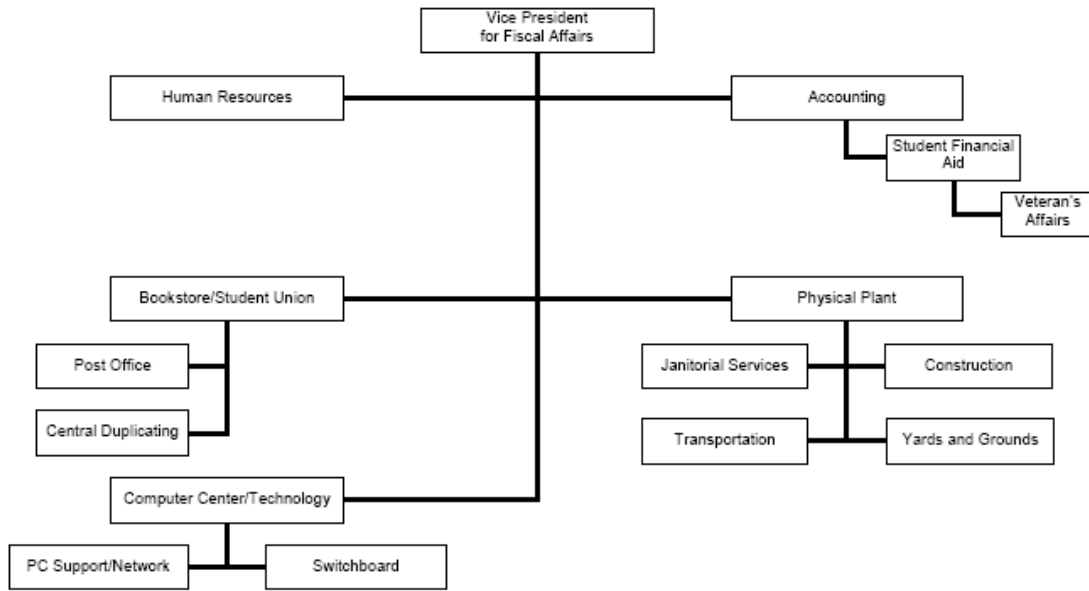 Vice President
for Fiscal Affairs
Human Resources
Accounting
Student Financial
Aid
Veteran's
Affairs
Bookstore/Student Union
Physical Plant
Post Office
Janitorial Services
Construction
Central Duplicating
Transportation
Yards and Grounds
Computer Center/Technology
PC Support/Network
Switchboard